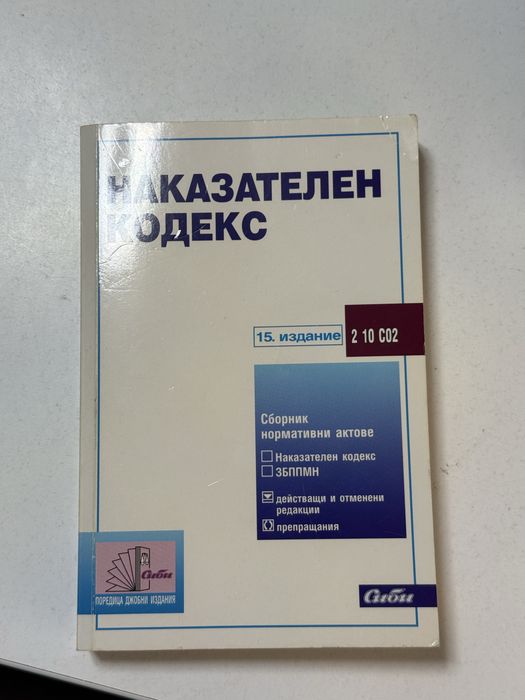 НАКАЗАТЕЛЕН
КОДЕКС
15. издание
2 10 C02
Сборник
нормативни актове
Наказателен кодекс
ЗБППМН
действащи и отменени
редакции
препращания
Сиби
ПОРЕДИЦА ДЖОБНИ ИЗДАНИЯ
Сиби